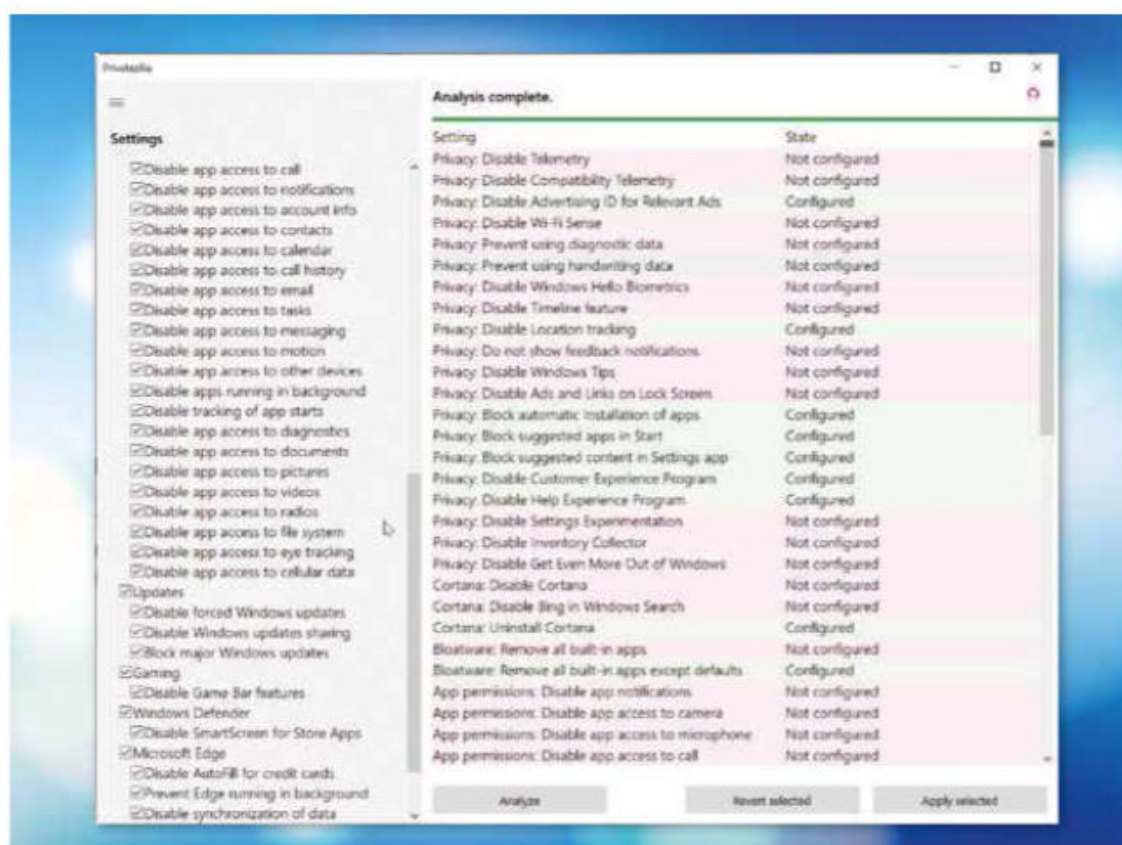 Privatezilla
Settings
Disable app access to call
Disable app access to notifications
Disable app access to account info
Disable app access to contacts
Disable app access to calendar
Disable app access to call history
Disable app access to email
Disable app access to tasks
Disable app access to messaging
Disable app access to motion
Disable app access to other devices
Disable apps running in background
Disable tracking of app starts
Disable app access to diagnostics
Disable app access to documents
Disable app access to pictures
Disable app access to videos
Disable app access to radios
Disable app access to file system
Disable app access to eye tracking
Disable app access to cellular data
Updates
Disable forced Windows updates
Disable Windows updates sharing
Block major Windows updates
Gaming
Disable Game Bar features
Windows Defender
Disable SmartScreen for Store Apps
Microsoft Edge
Disable AutoFill for credit cards
Prevent Edge running in background
Disable synchronization of data
Analysis complete.
Setting State
Privacy: Disable Telemetry Not configured
Privacy: Disable Compatibility Telemetry Not configured
Privacy: Disable Advertising ID for Relevant Ads Configured
Privacy: Disable Wi-Fi Sense Not configured
Privacy: Prevent using diagnostic data Not configured
Privacy: Prevent using handwriting data Not configured
Privacy: Disable Windows Hello Biometrics Not configured
Privacy: Disable Timeline feature Not configured
Privacy: Disable Location tracking Configured
Privacy: Do not show feedback notifications Not configured
Privacy: Disable Windows Tips Not configured
Privacy: Disable Ads and Links on Lock Screen Not configured
Privacy: Block automatic Installation of apps Configured
Privacy: Block suggested apps in Start Configured
Privacy: Block suggested content in Settings app Configured
Privacy: Disable Customer Experience Program Configured
Privacy: Disable Help Experience Program Configured
Privacy: Disable Settings Experimentation Not configured
Privacy: Disable Inventory Collector Not configured
Privacy: Disable Get Even More Out of Windows Not configured
Cortana: Disable Cortana Not configured
Cortana: Disable Bing in Windows Search Not configured
Cortana: Uninstall Cortana Configured
Bloatware: Remove all built-in apps Not configured
Bloatware: Remove all built-in apps except defaults Configured
App permissions: Disable app notifications Not configured
App permissions: Disable app access to camera Not configured
App permissions: Disable app access to microphone Not configured
App permissions: Disable app access to call Not configured
Analyze Revert selected Apply selected